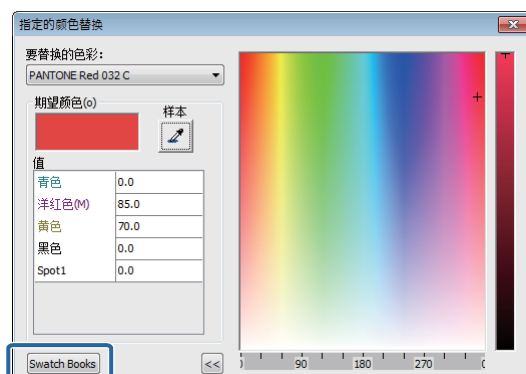 指定的颜色替换
要替换的色彩：
PANTONE Red 032 C
期望颜色(o)
样本
值
青色 0.0
洋红色(M) 85.0
黄色 70.0
黑色 0.0
Spot1 0.0
Swatch Books
<<
90 180 270